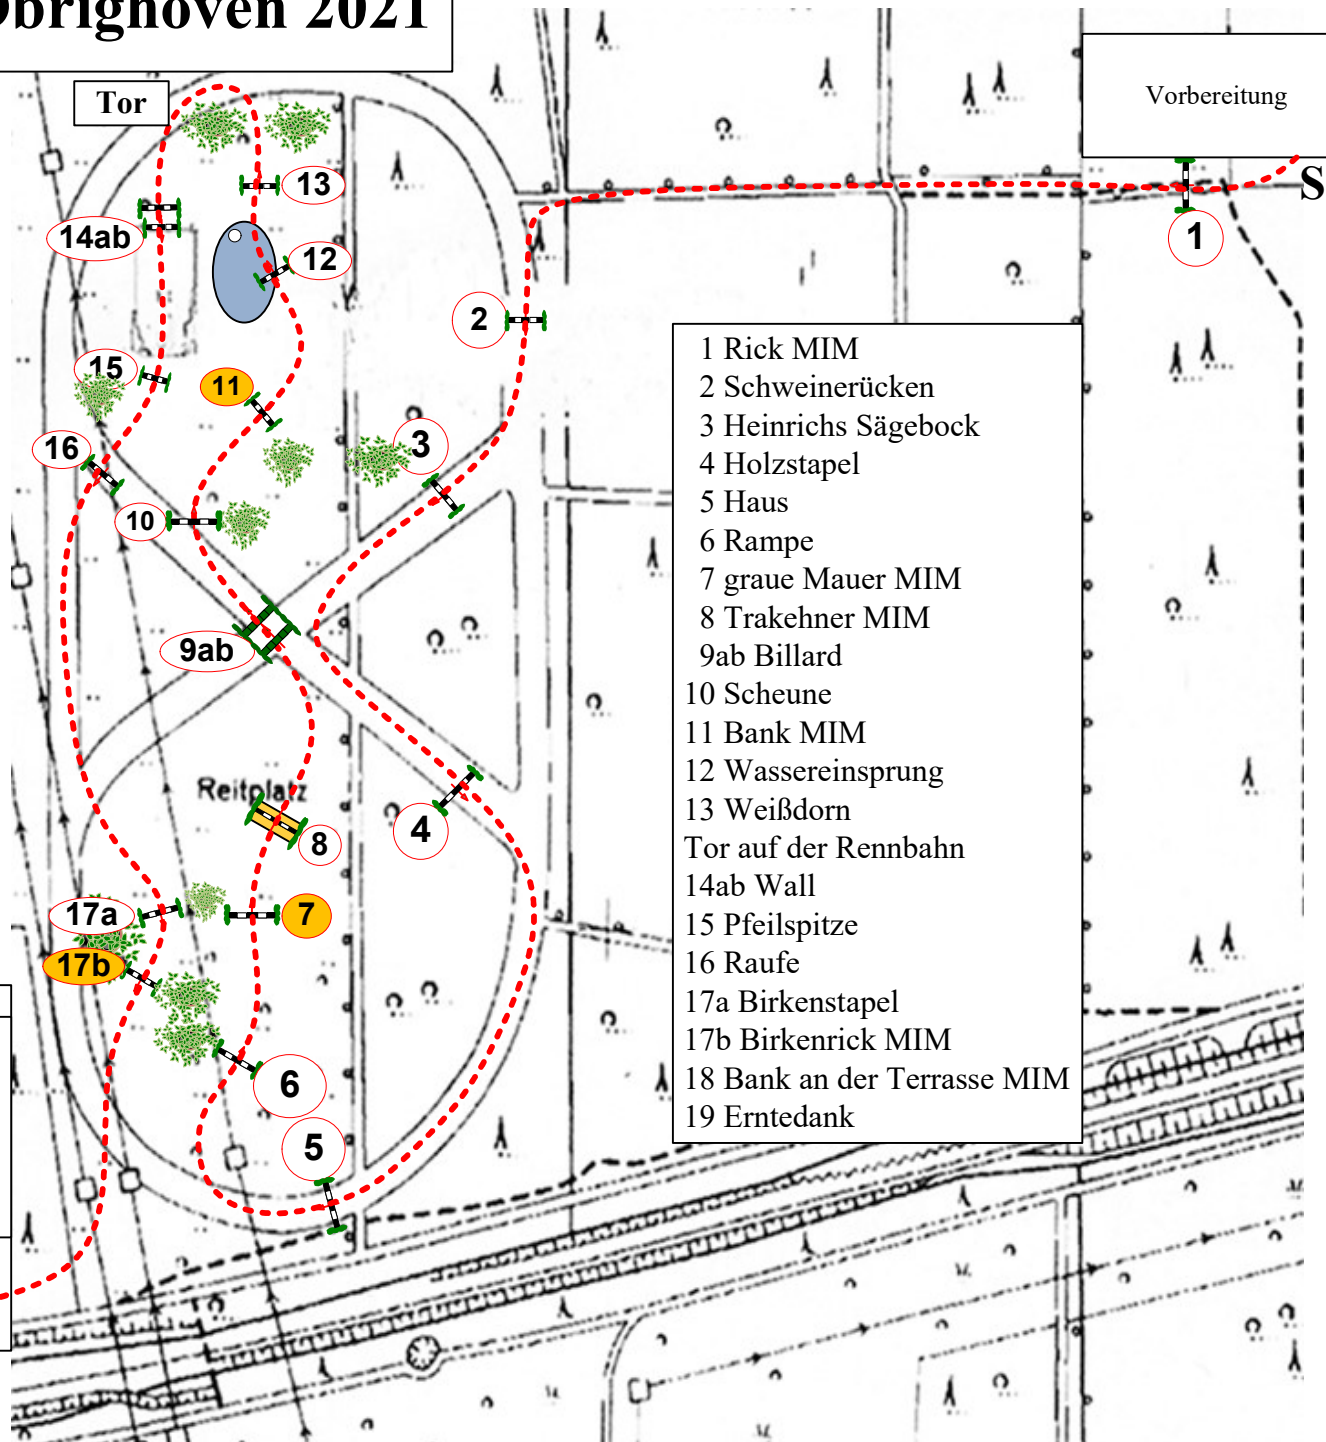 Obrighoven 2021
Tor
Vorbereitung
S
1
13
14ab
12
2
15
11
3
16
10
9ab
Reitplatz
8
4
17a
7
17b
6
5
1 Rick MIM
2 Schweinerücken
3 Heinrichs Sägebock
4 Holzstapel
5 Haus
6 Rampe
7 graue Mauer MIM
8 Trakehner MIM
9ab Billard
10 Scheune
11 Bank MIM
12 Wassereinsprung
13 Weißdorn
Tor auf der Rennbahn
14ab Wall
15 Pfeilspitze
16 Raufe
17a Birkenstapel
17b Birkenrick MIM
18 Bank an der Terrasse MIM
19 Erntedank